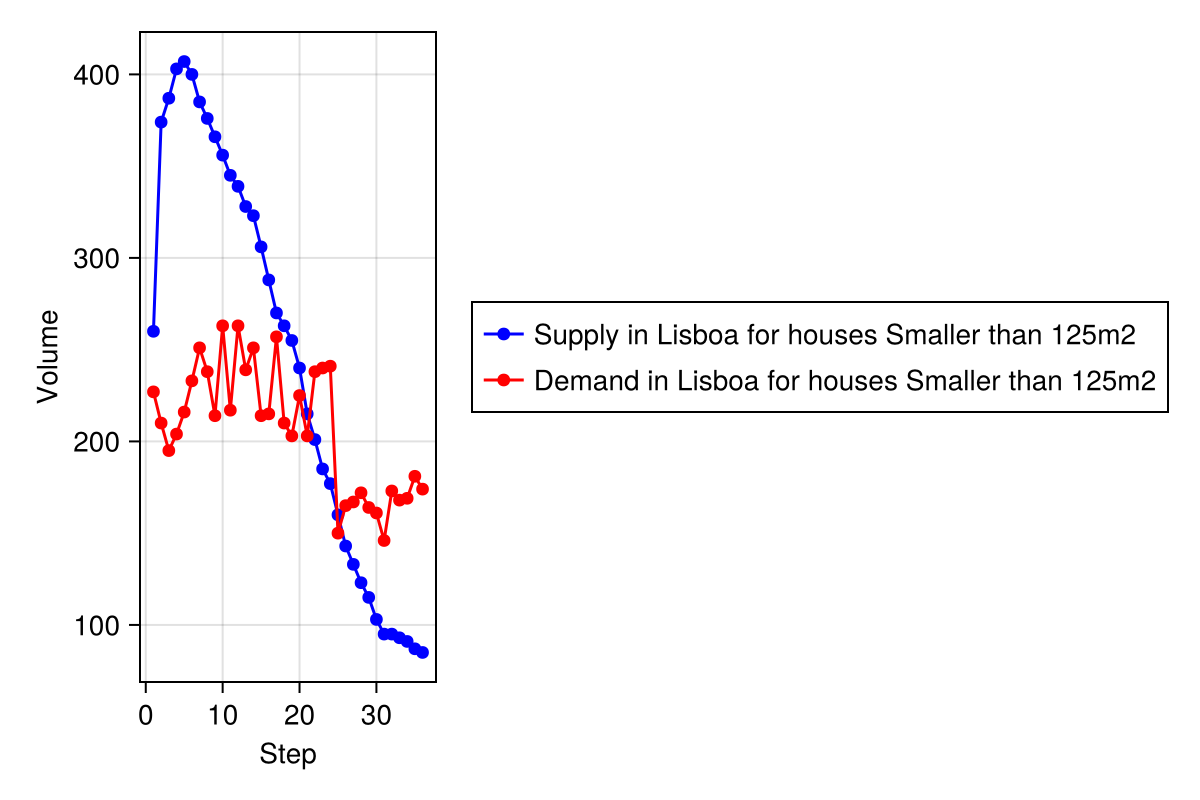 400
300
200
100
Volume
0 10 20 30
Step
Supply in Lisboa for houses Smaller than 125m2
Demand in Lisboa for houses Smaller than 125m2